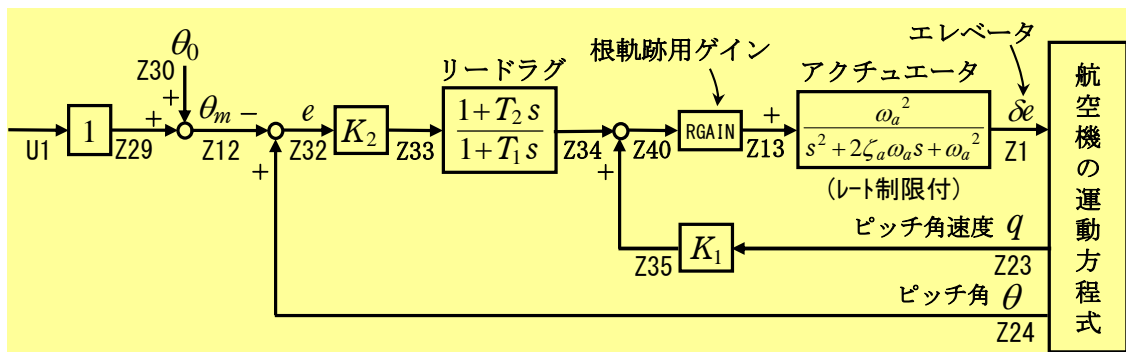 エレベータ
θ₀
Z30
+
リードラグ
根軌跡用ゲイン
アクチュエータ
航空機の運動方程式
U1
1
+
Z29
θm −
Z12
e
Z32
K₂
Z33
1+T₂s
1+T₁s
Z34
Z40
RGAIN
+
Z13
ωa²
s²+2ζaωas+ωa²
δe
Z1
(レート制限付)
+
+
Z35
K₁
ピッチ角速度 q
Z23
ピッチ角 θ
Z24